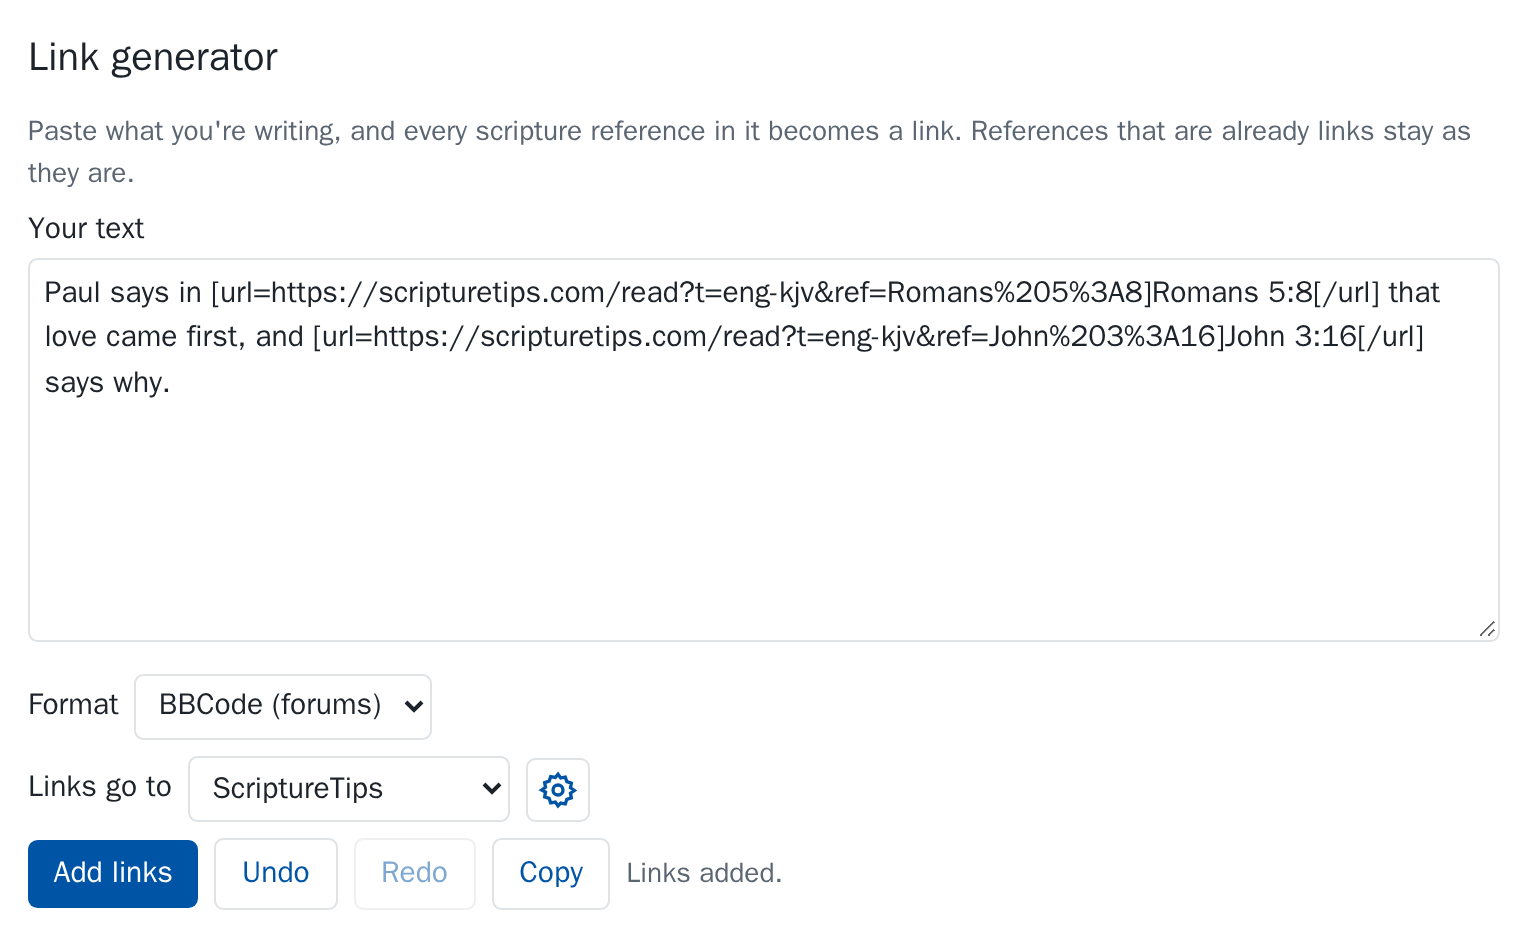 Link generator
Paste what you're writing, and every scripture reference in it becomes a link. References that are already links stay as
they are.
Your text
Paul says in [url=https://scripturetips.com/read?t=eng-kjv&ref=Romans%205%3A8]Romans 5:8[/url] that
love came first, and [url=https://scripturetips.com/read?t=eng-kjv&ref=John%203%3A16]John 3:16[/url]
says why.
Format BBCode (forums)
Links go to ScriptureTips
Add links Undo Redo Copy Links added.